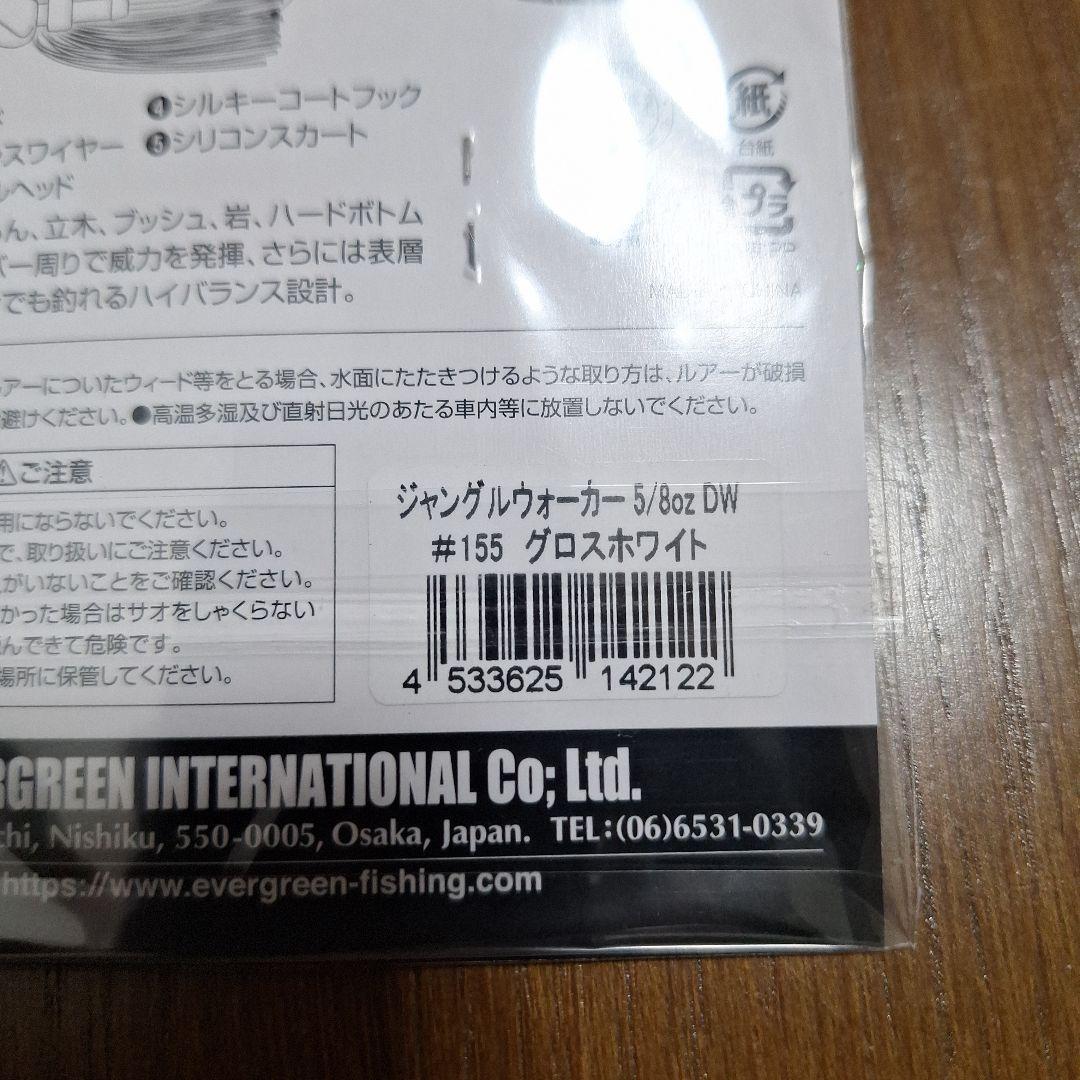 ❹シルキーコートフック
スワイヤー ❺シリコンスカート
ルヘッド
ん、立木、ブッシュ、岩、ハードボトム
バー周りで威力を発揮、さらには表層
でも釣れるハイバランス設計。
紙
台紙
プラ
ルアーについたウィード等をとる場合、水面にたたきつけるような取り方は、ルアーが破損
避けください。●高温多湿及び直射日光のあたる車内等に放置しないでください。
⚠ご注意
用にならないでください。
で、取り扱いにご注意ください。
がいないことをご確認ください。
かった場合はサオをしゃくらない
んできて危険です。
場所に保管してください。
ジャングルウォーカー 5/8oz DW
#155 グロスホワイト
4 533625 142122
RGREEN INTERNATIONAL Co; Ltd.
chi, Nishiku, 550-0005, Osaka, Japan. TEL:(06)6531-0339
https://www.evergreen-fishing.com